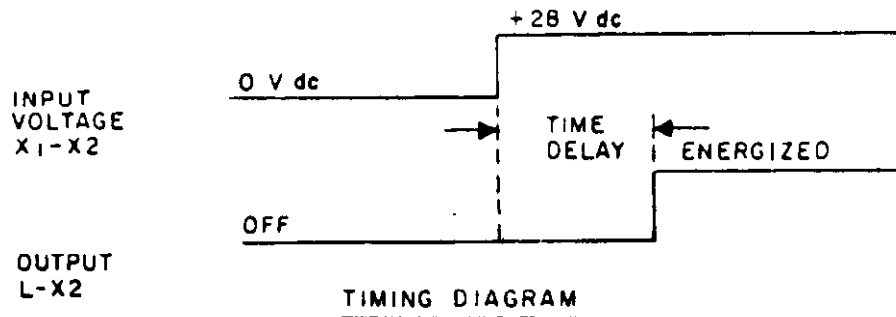 +28 V dc
0 V dc
INPUT
VOLTAGE
X1-X2
TIME
DELAY
ENERGIZED
OFF
OUTPUT
L-X2
TIMING DIAGRAM